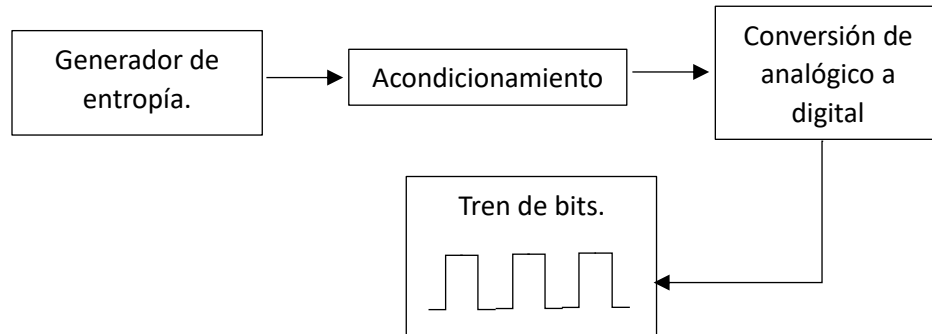 Generador de
entropía.
Acondicionamiento
Conversión de
analógico a
digital
Tren de bits.